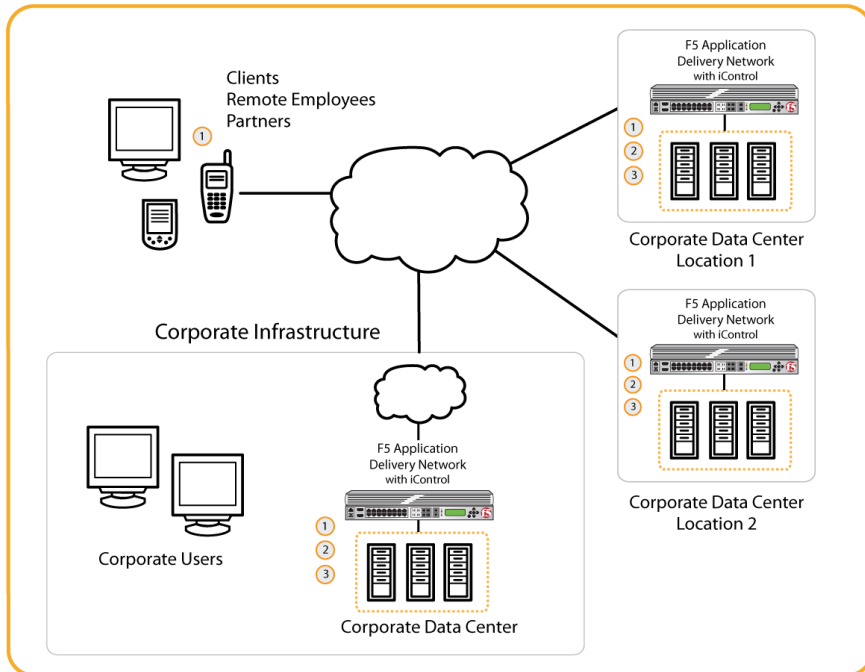 Clients
Remote Employees
Partners
1
F5 Application
Delivery Network
with iControl
1
2
3
Corporate Data Center
Location 1
F5 Application
Delivery Network
with iControl
1
2
3
Corporate Data Center
Location 2
Corporate Infrastructure
Corporate Users
F5 Application
Delivery Network
with iControl
1
2
3
Corporate Data Center